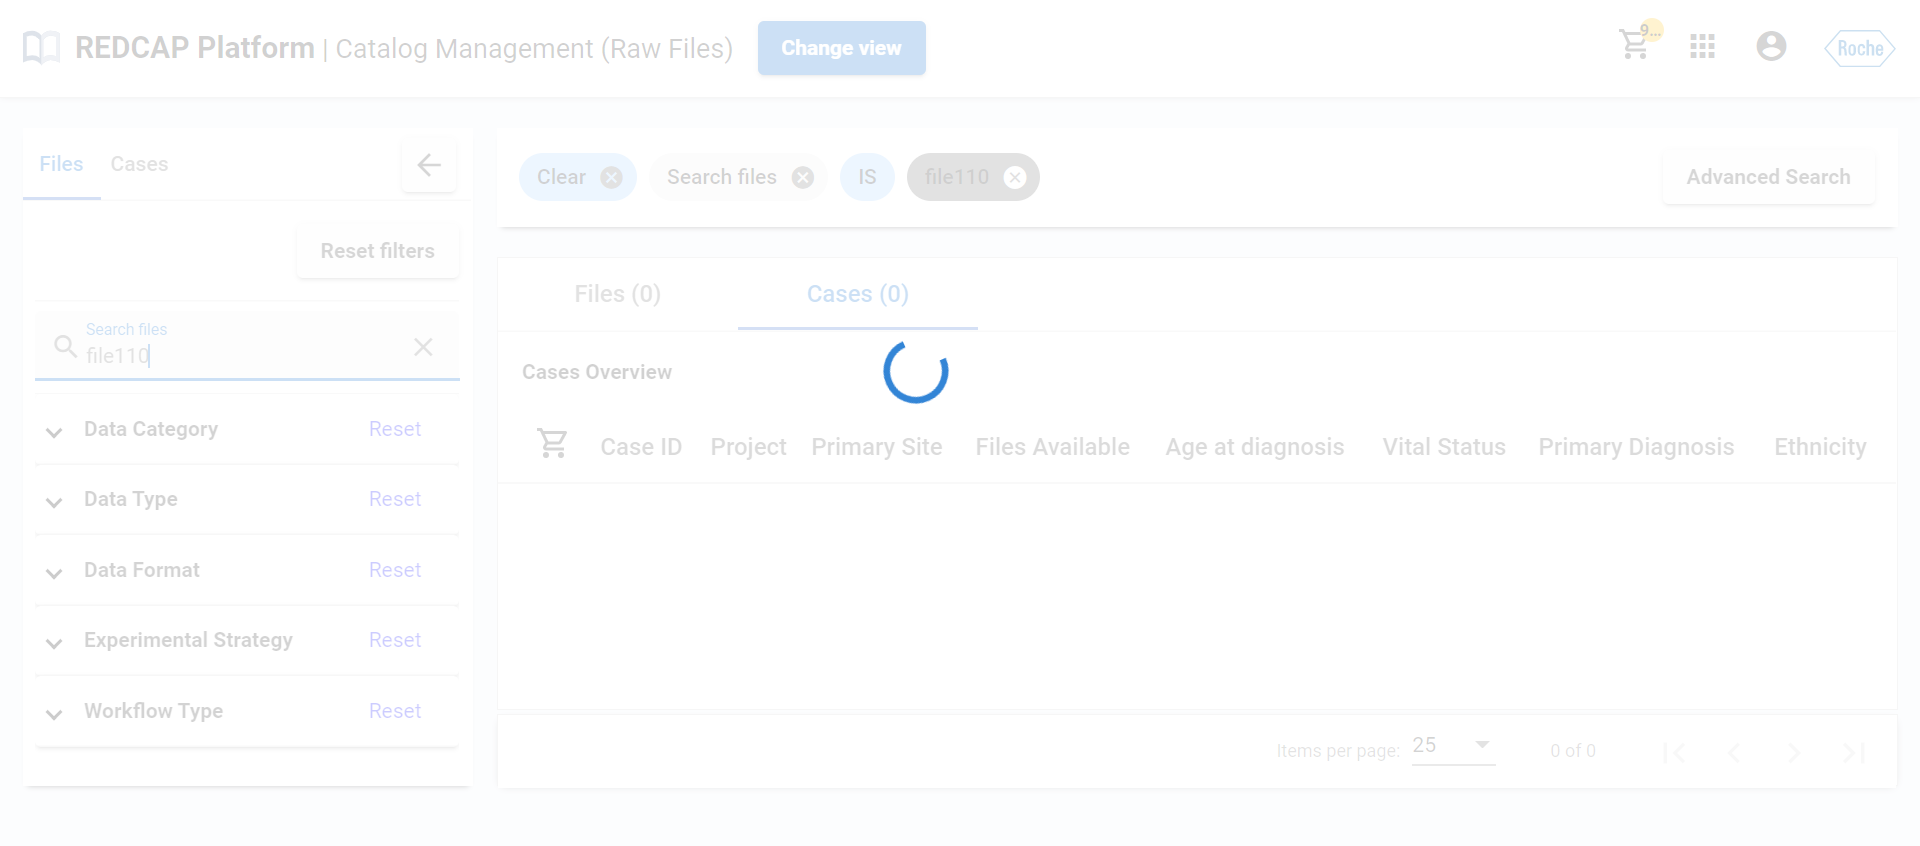 REDCAP Platform | Catalog Management (Raw Files)
Change view
9...
Roche
Files
Cases
Reset filters
Search files
file110
Data Category
Reset
Data Type
Reset
Data Format
Reset
Experimental Strategy
Reset
Workflow Type
Reset
Clear
Search files
IS
file110
Advanced Search
Files (0)
Cases (0)
Cases Overview
Case ID
Project
Primary Site
Files Available
Age at diagnosis
Vital Status
Primary Diagnosis
Ethnicity
Items per page:
25
0 of 0